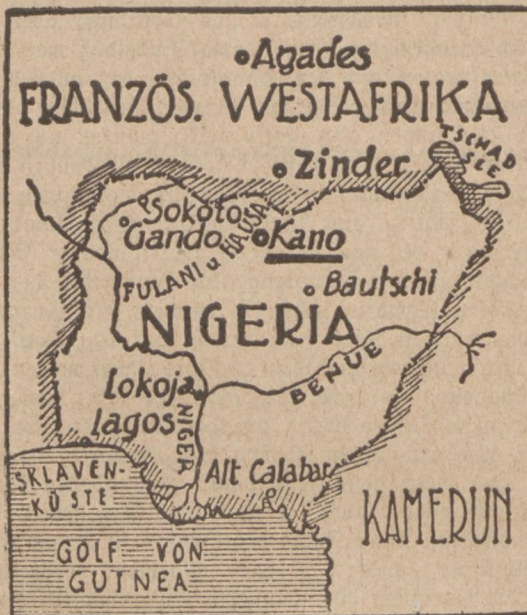 Agades
FRANZÖS. WESTAFRIKA
TSCHAD
SEE
Zinder
Sokoto
Gando
Kano
FULANI u HAUSA
Bautschi
NIGERIA
BENUE
Lokoja
Lagos
NIGER
SKLAVEN-
KÜSTE
Alt Calabar
KAMERUN
GOLF VON
GUINEA